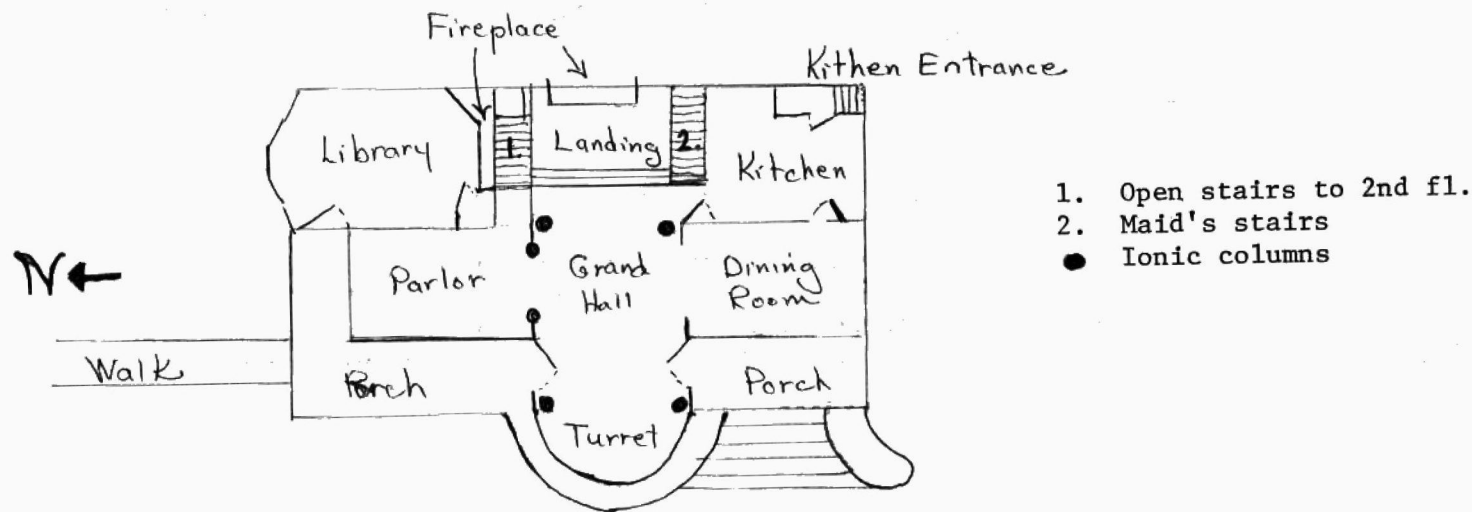 Fireplace
Kithen Entrance
Library
1.
Landing
2.
Kitchen
1. Open stairs to 2nd fl.
2. Maid's stairs
● Ionic columns
N
Parlor
Grand
Hall
Dining
Room
Walk
Porch
Porch
Turret